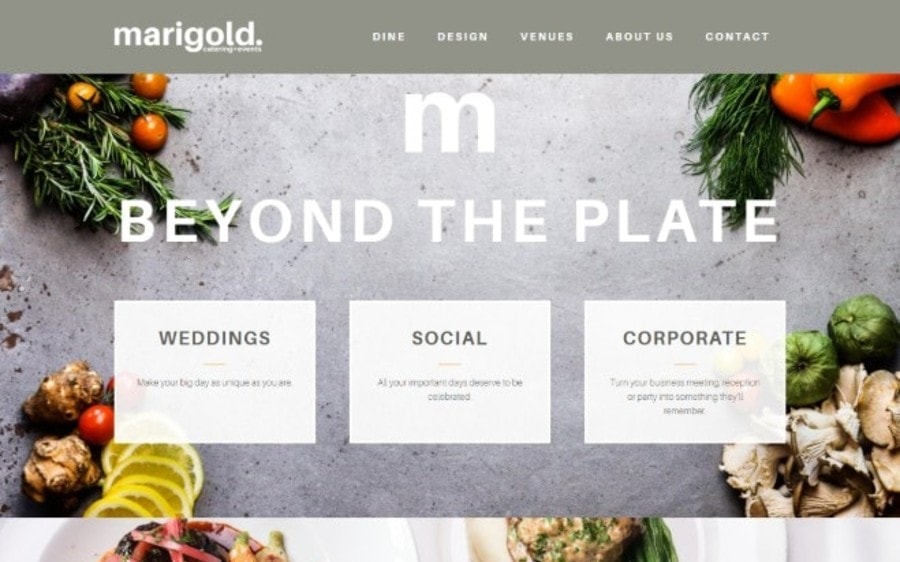 marigold.
catering+events
DINE DESIGN VENUES ABOUT US CONTACT
m
BEYOND THE PLATE
WEDDINGS
Make your big day as unique as you are.
SOCIAL
All your important days deserve to be
celebrated.
CORPORATE
Turn your business meeting, reception
or party into something they'll
remember.